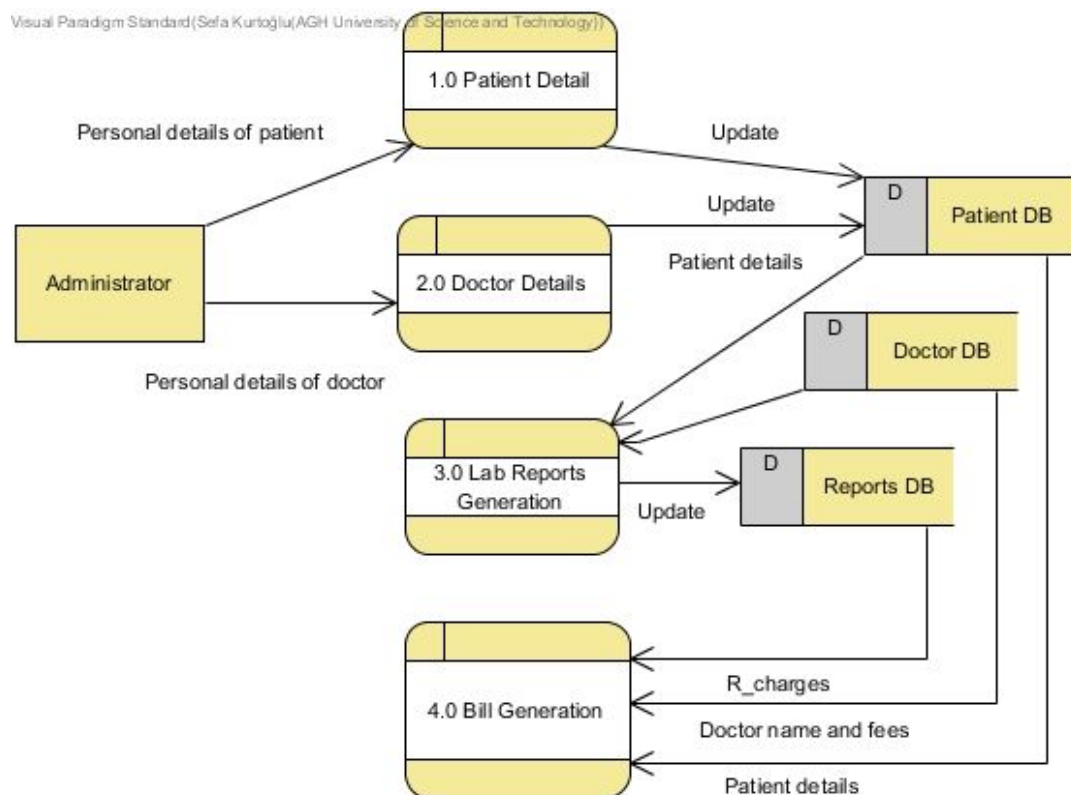 Visual Paradigm Standard(Sefa Kurtoğlu(AGH University of Science and Technology))
1.0 Patient Detail
Personal details of patient
Update
D
Patient DB
Update
Administrator
2.0 Doctor Details
Patient details
D
Doctor DB
Personal details of doctor
3.0 Lab Reports
Generation
D
Reports DB
Update
4.0 Bill Generation
R_charges
Doctor name and fees
Patient details